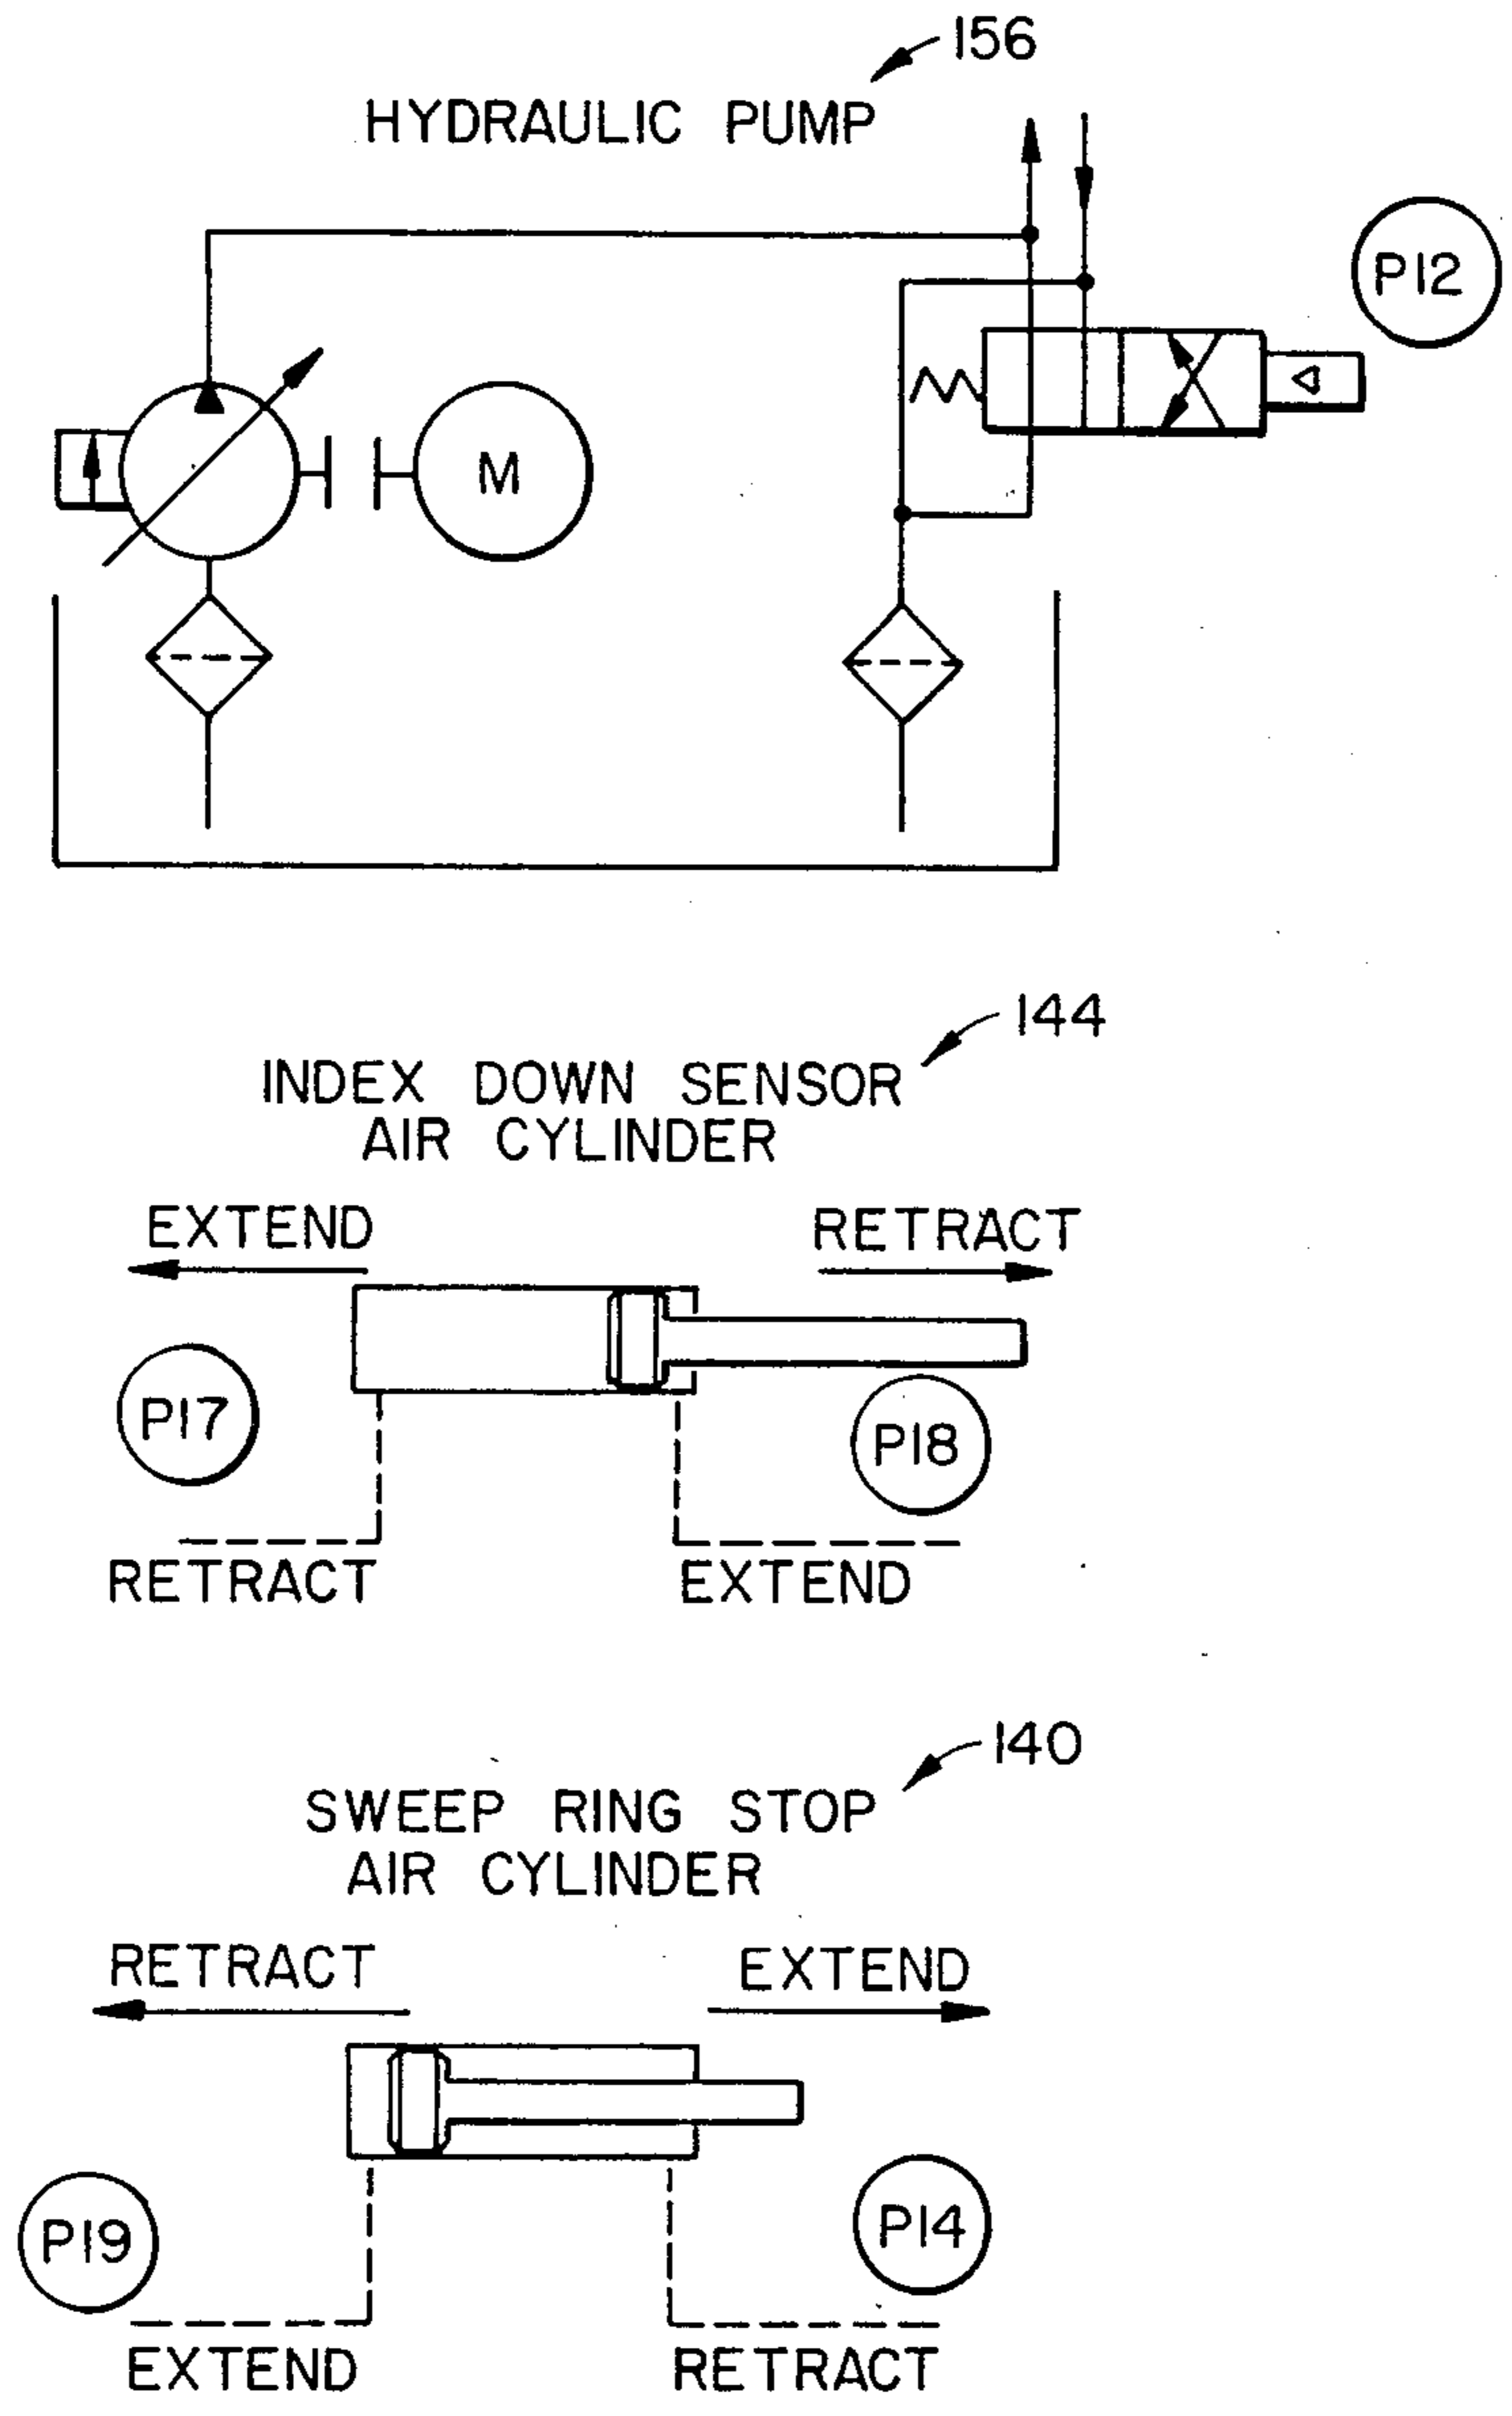 156
HYDRAULIC PUMP
P12
M
144
INDEX DOWN SENSOR
AIR CYLINDER
EXTEND
RETRACT
P17
P18
RETRACT
EXTEND
140
SWEEP RING STOP
AIR CYLINDER
RETRACT
EXTEND
P19
P14
EXTEND
RETRACT